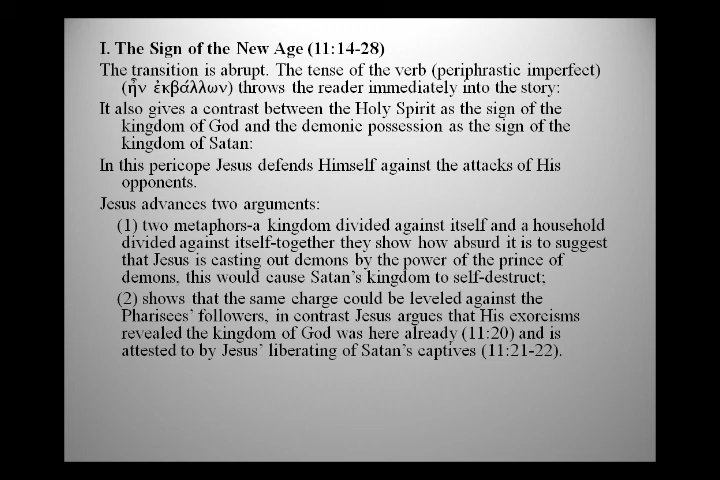 I. The Sign of the New Age (11:14-28)
The transition is abrupt. The tense of the verb (periphrastic imperfect)
(ἦν ἐκβάλλων) throws the reader immediately into the story:
It also gives a contrast between the Holy Spirit as the sign of the
kingdom of God and the demonic possession as the sign of the
kingdom of Satan:
In this pericope Jesus defends Himself against the attacks of His
opponents.
Jesus advances two arguments:
(1) two metaphors-a kingdom divided against itself and a household
divided against itself-together they show how absurd it is to suggest
that Jesus is casting out demons by the power of the prince of
demons, this would cause Satan's kingdom to self-destruct;
(2) shows that the same charge could be leveled against the
Pharisees' followers, in contrast Jesus argues that His exorcisms
revealed the kingdom of God was here already (11:20) and is
attested to by Jesus' liberating of Satan's captives (11:21-22).